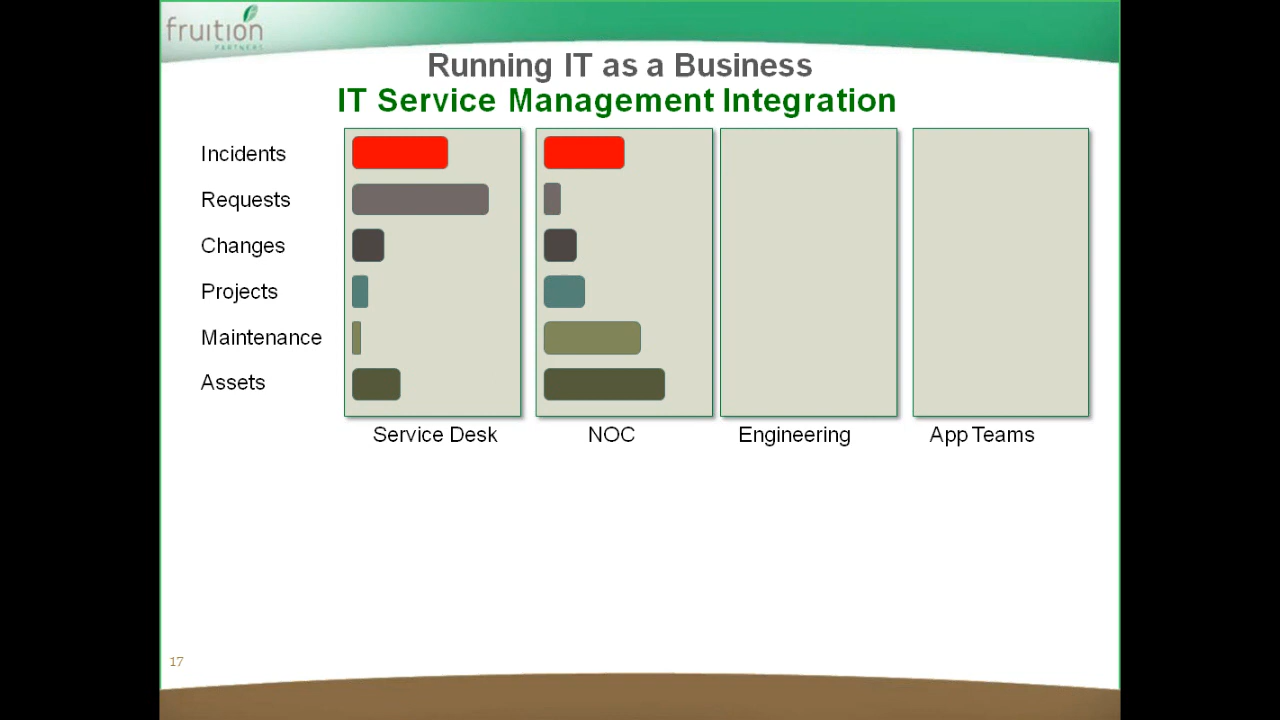 fruition
PARTNERS
Running IT as a Business
IT Service Management Integration
Incidents
Requests
Changes
Projects
Maintenance
Assets
Service Desk
NOC
Engineering
App Teams
17